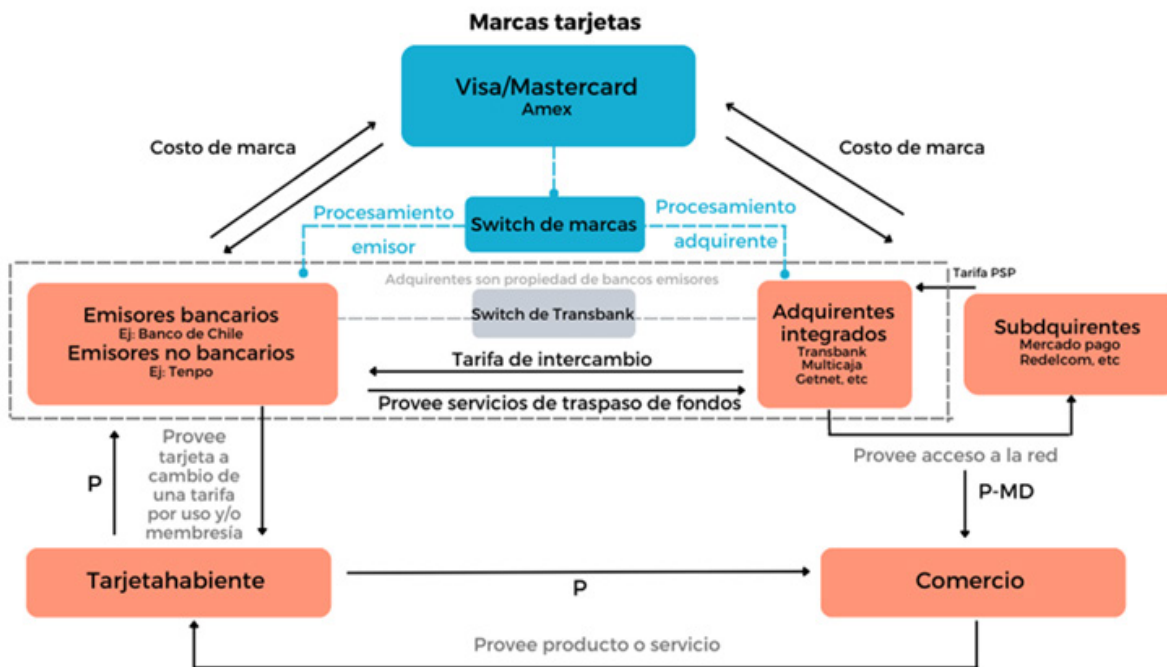 Marcas tarjetas
Visa/Mastercard
Amex
Costo de marca
Costo de marca
Procesamiento
emisor
Switch de marcas
Procesamiento
adquirente
Adquirentes son propiedad de bancos emisores
Tarifa PSP
Emisores bancarios
Ej: Banco de Chile
Emisores no bancarios
Ej: Tenpo
Switch de Transbank
Adquirentes
integrados
Transbank
Multicaja
Getnet, etc
Subdquirentes
Mercado pago
Redelcom, etc
Tarifa de intercambio
Provee servicios de traspaso de fondos
P
Provee
tarjeta a
cambio de
una tarifa
por uso y/o
membresía
Provee acceso a la red
P-MD
Tarjetahabiente
P
Comercio
Provee producto o servicio